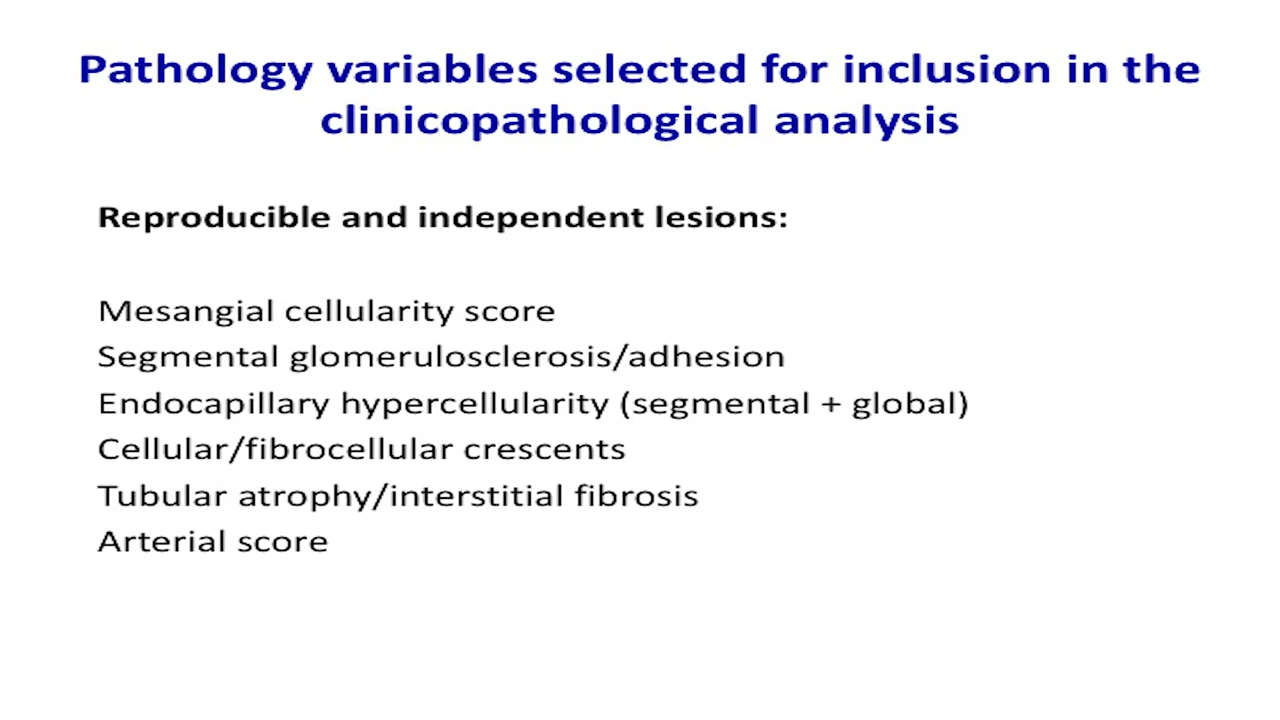 Pathology variables selected for inclusion in the
clinicopathological analysis
Reproducible and independent lesions:
Mesangial cellularity score
Segmental glomerulosclerosis/adhesion
Endocapillary hypercellularity (segmental + global)
Cellular/fibrocellular crescents
Tubular atrophy/interstitial fibrosis
Arterial score